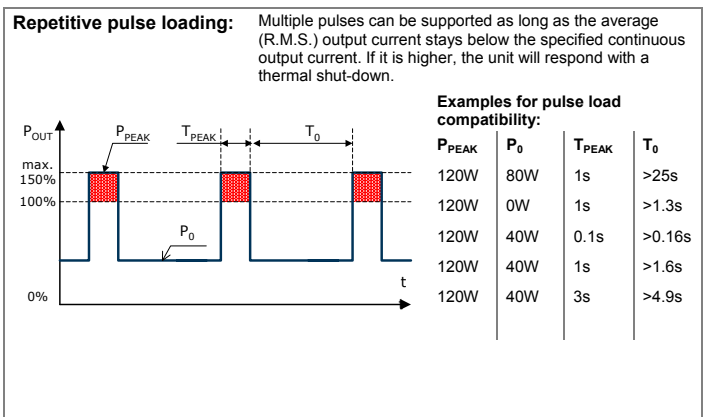 Repetitive pulse loading:
Multiple pulses can be supported as long as the average
(R.M.S.) output current stays below the specified continuous
output current. If it is higher, the unit will respond with a
thermal shut-down.
POUT
PPEAK
TPEAK
T0
max.
150%
100%
P0
t
0%
Examples for pulse load
compatibility:
PPEAK P0 TPEAK T0
120W 80W 1s >25s
120W 0W 1s >1.3s
120W 40W 0.1s >0.16s
120W 40W 1s >1.6s
120W 40W 3s >4.9s